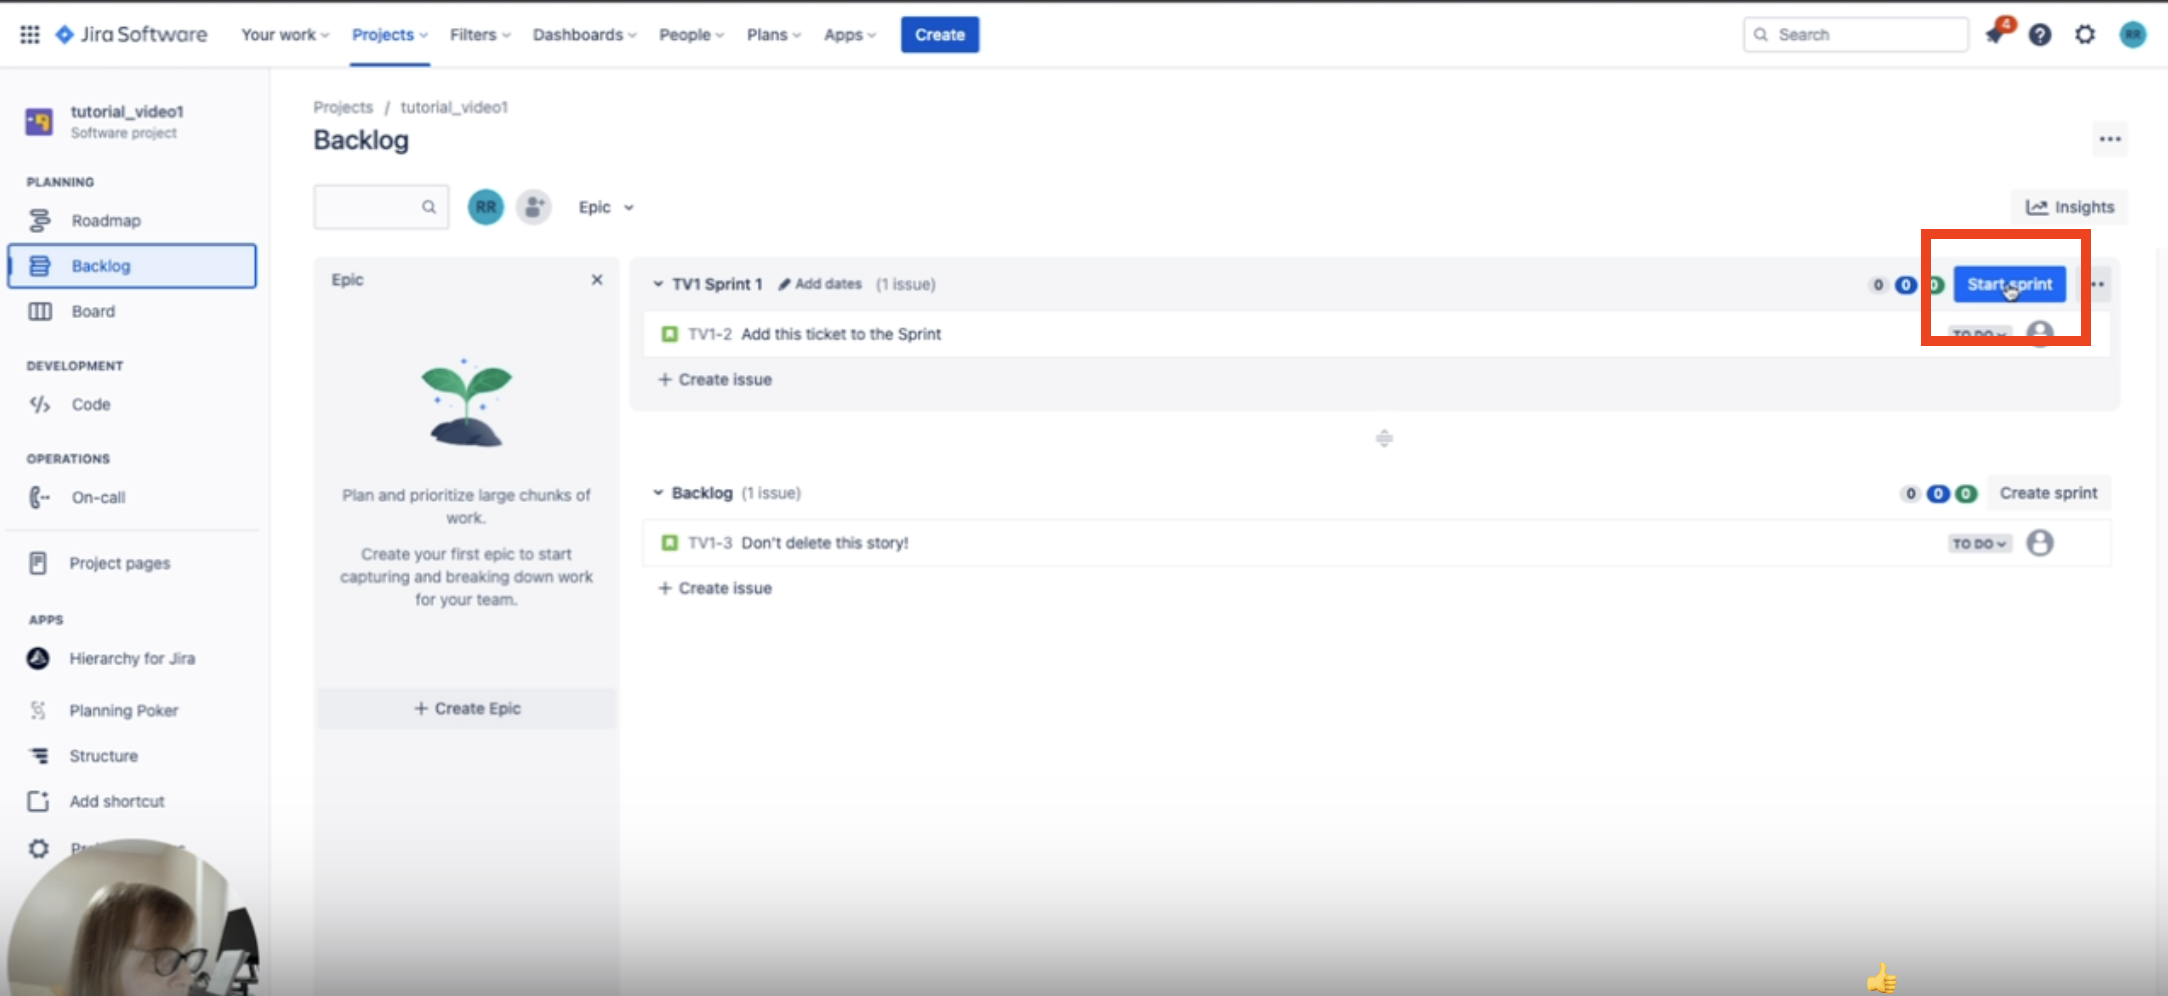 Jira Software Your work Projects Filters Dashboards People Plans Apps Create Search 4 RR
tutorial_video1
Software project
PLANNING
Roadmap
Backlog
Board
DEVELOPMENT
Code
OPERATIONS
On-call
Project pages
APPS
Hierarchy for Jira
Planning Poker
Structure
Add shortcut
Projects / tutorial_video1
Backlog
RR Epic Insights
Epic
Plan and prioritize large chunks of
work.
Create your first epic to start
capturing and breaking down work
for your team.
+ Create Epic
TV1 Sprint 1 Add dates (1 issue) 0 0 0 Start sprint
TV1-2 Add this ticket to the Sprint TO DO
+ Create issue
Backlog (1 issue) 0 0 0 Create sprint
TV1-3 Don't delete this story! TO DO
+ Create issue